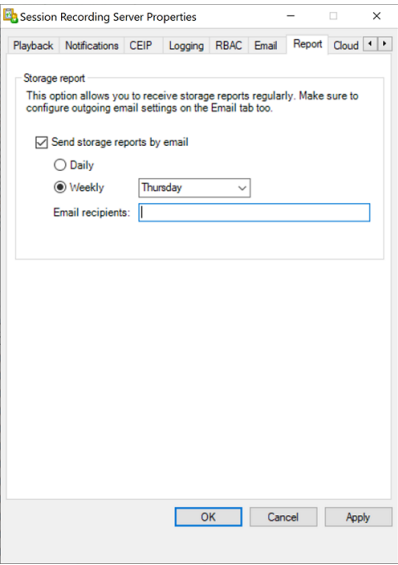 Session Recording Server Properties
Playback Notifications CEIP Logging RBAC Email Report Cloud
Storage report
This option allows you to receive storage reports regularly. Make sure to
configure outgoing email settings on the Email tab too.
Send storage reports by email
Daily
Weekly Thursday
Email recipients:
OK Cancel Apply